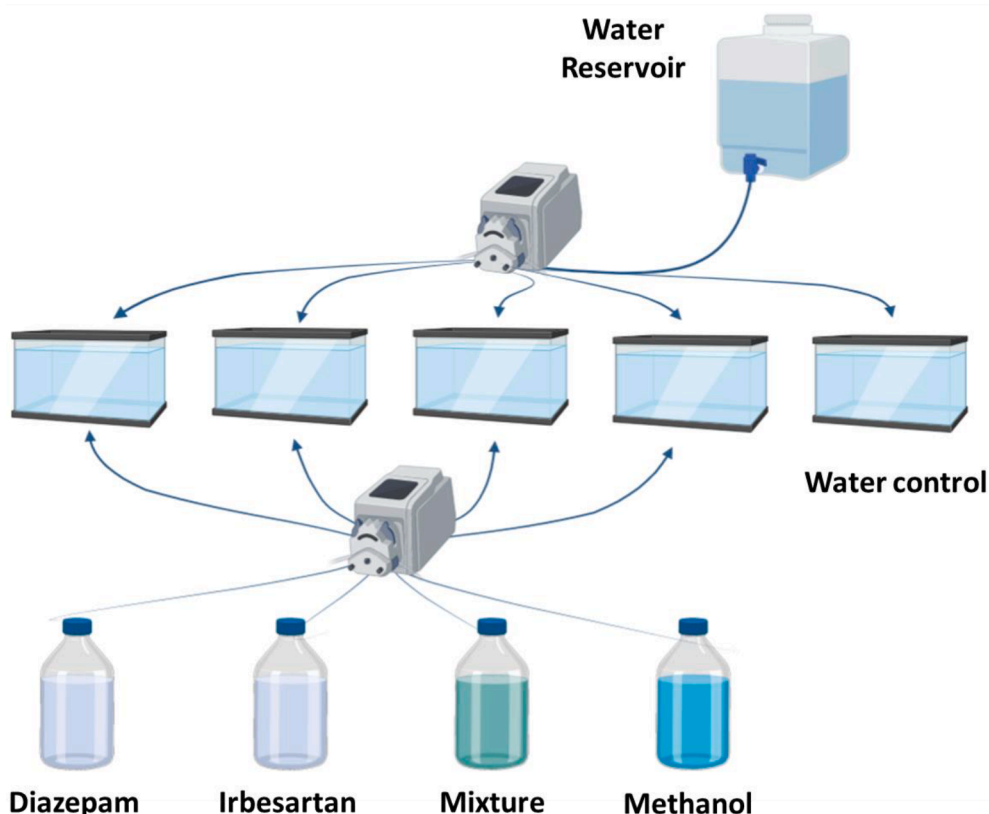 Water
Reservoir
Water control
Diazepam
Irbesartan
Mixture
Methanol